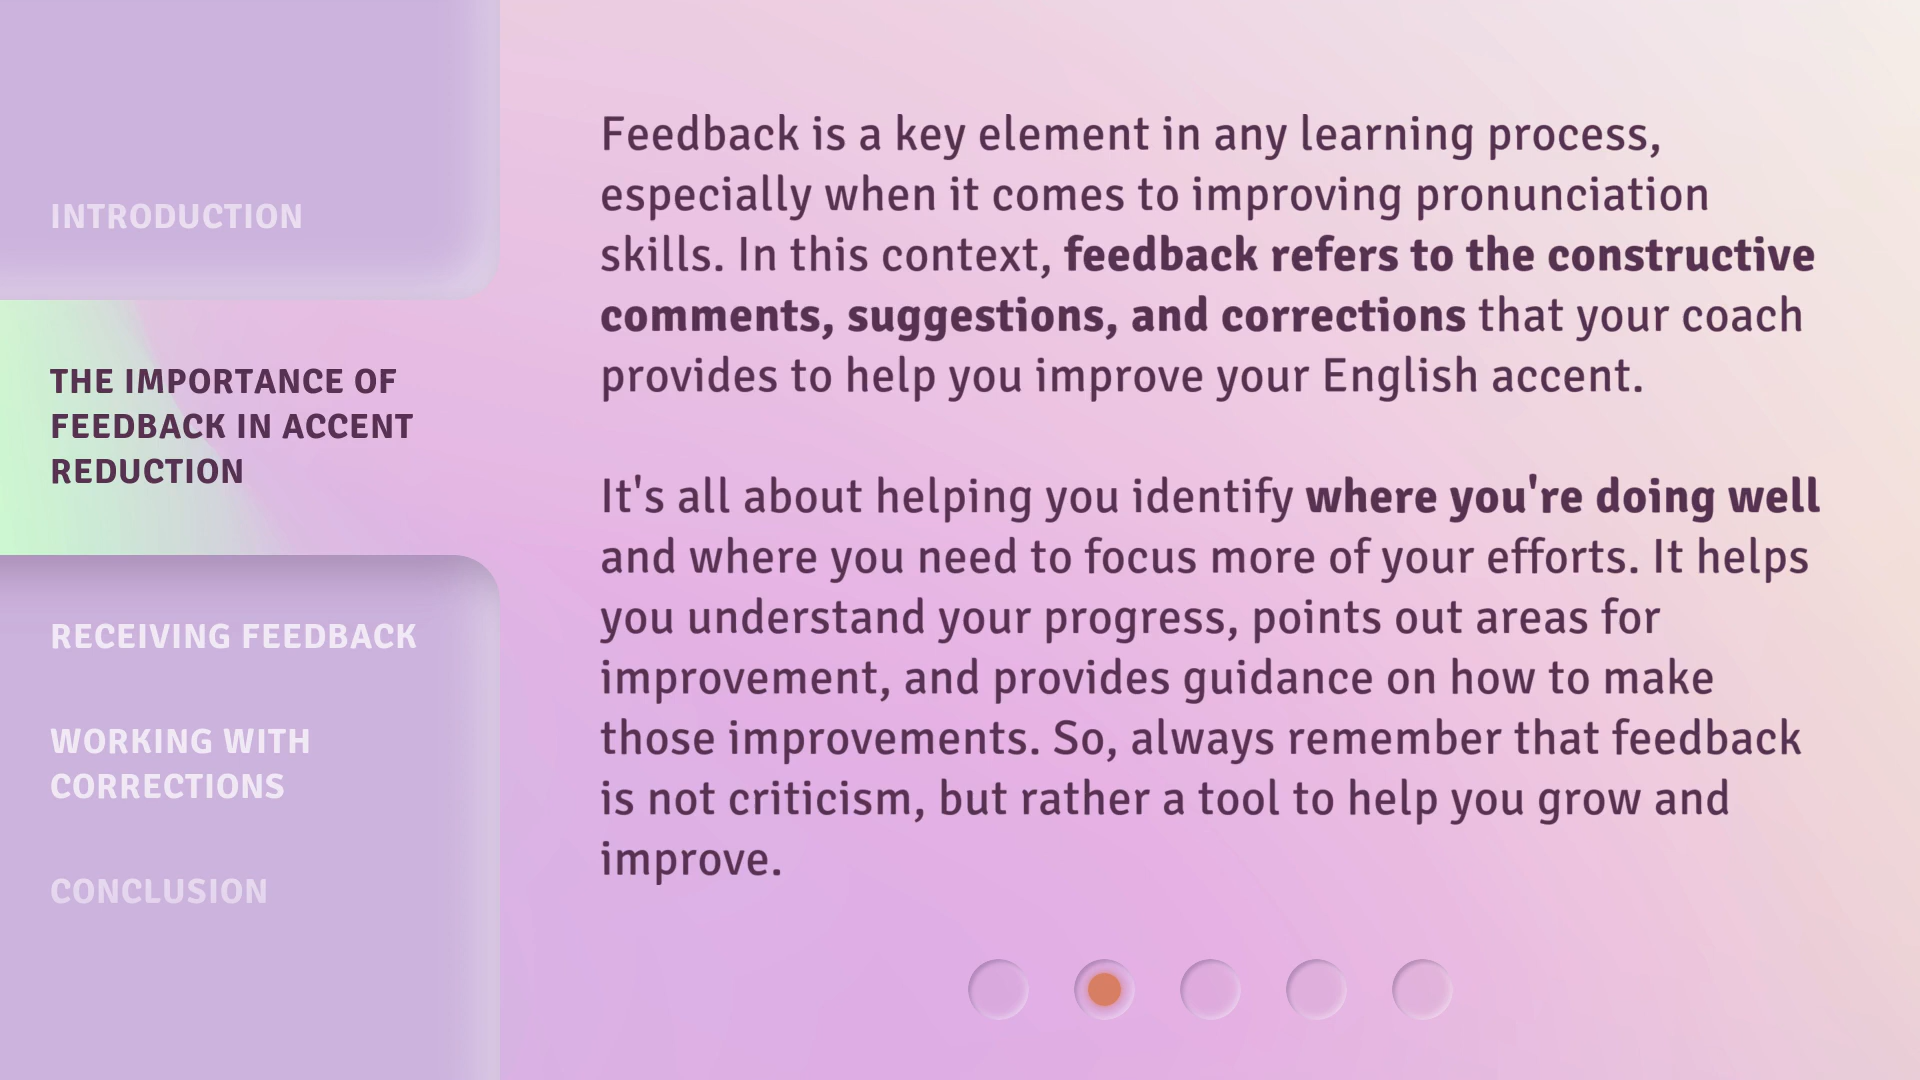 INTRODUCTION
THE IMPORTANCE OF
FEEDBACK IN ACCENT
REDUCTION
RECEIVING FEEDBACK
WORKING WITH
CORRECTIONS
CONCLUSION
Feedback is a key element in any learning process,
especially when it comes to improving pronunciation
skills. In this context, feedback refers to the constructive
comments, suggestions, and corrections that your coach
provides to help you improve your English accent.
It's all about helping you identify where you're doing well
and where you need to focus more of your efforts. It helps
you understand your progress, points out areas for
improvement, and provides guidance on how to make
those improvements. So, always remember that feedback
is not criticism, but rather a tool to help you grow and
improve.